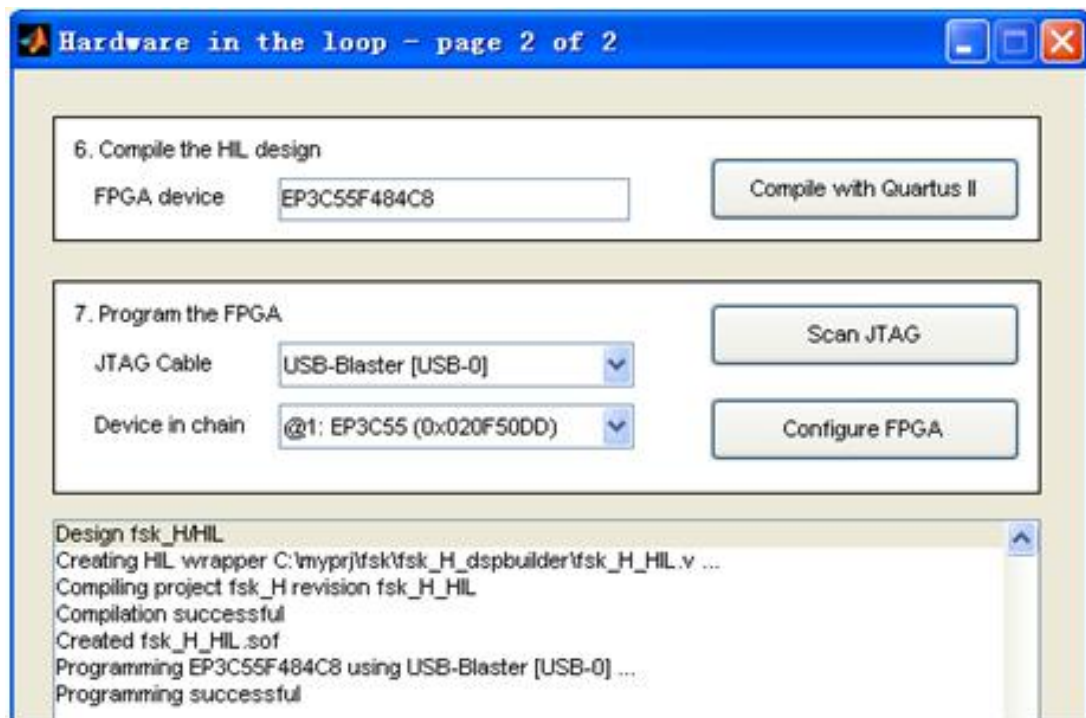 Hardware in the loop - page 2 of 2
6. Compile the HIL design
FPGA device EP3C55F484C8 Compile with Quartus II
7. Program the FPGA
Scan JTAG
JTAG Cable USB-Blaster [USB-0]
Device in chain @1: EP3C55 (0x020F50DD) Configure FPGA
Design fsk_H/HIL
Creating HIL wrapper C:\myprj\fsk\fsk_H_dspbuilder\fsk_H_HIL.v ...
Compiling project fsk_H revision fsk_H_HIL
Compilation successful
Created fsk_H_HIL.sof
Programming EP3C55F484C8 using USB-Blaster [USB-0] ...
Programming successful